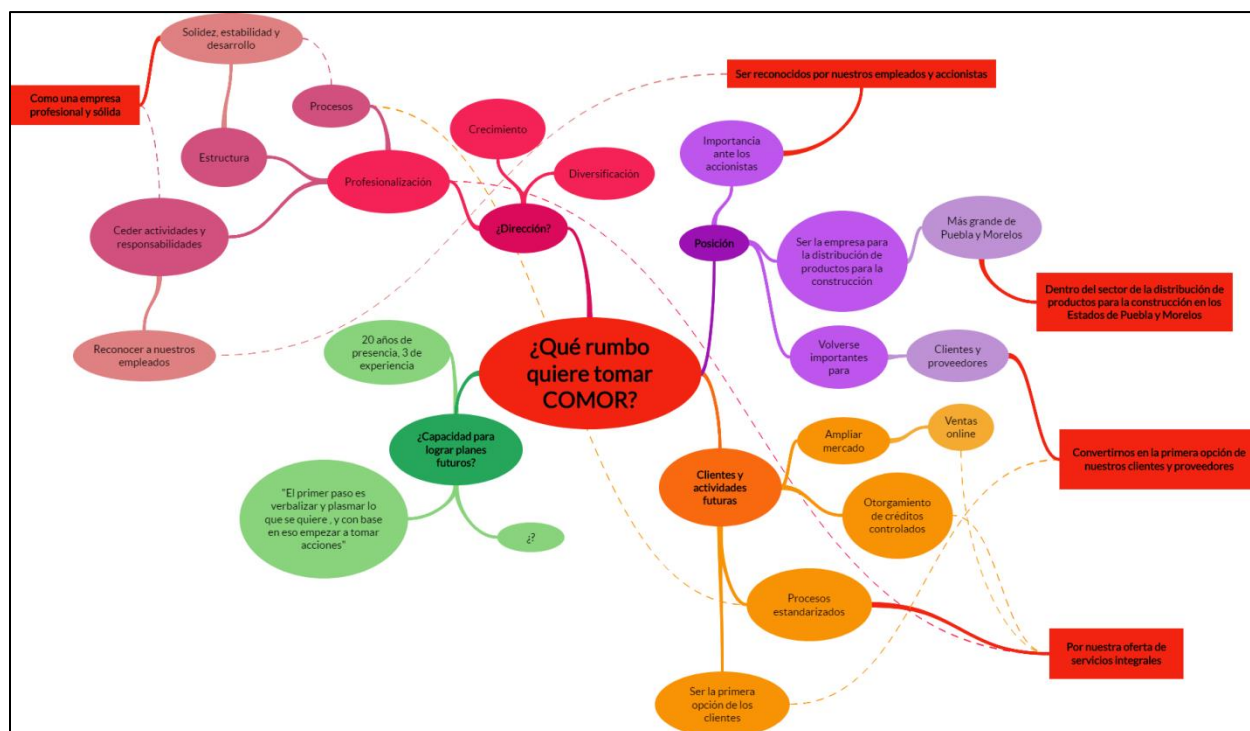 Solidez, estabilidad y
desarrollo
Como una empresa
profesional y sólida
Procesos
Estructura
Profesionalización
Ceder actividades y
responsabilidades
Reconocer a nuestros
empleados
Crecimiento
Diversificación
¿Dirección?
Ser reconocidos por nuestros empleados y accionistas
Importancia
ante los
accionistas
Posición
Ser la empresa para
la distribución de
productos para la
construcción
Más grande de
Puebla y Morelos
Dentro del sector de la distribución de
productos para la construcción en los
Estados de Puebla y Morelos
Volverse
importantes
para
Clientes y
proveedores
¿Qué rumbo
quiere tomar
COMOR?
20 años de
presencia, 3 de
experiencia
¿Capacidad para
lograr planes
futuros?
"El primer paso es
verbalizar y plasmar lo
que se quiere , y con base
en eso empezar a tomar
acciones"
¿?
Clientes y
actividades
futuras
Ampliar
mercado
Ventas
online
Convertirnos en la primera opción de
nuestros clientes y proveedores
Otorgamiento
de créditos
controlados
Procesos
estandarizados
Por nuestra oferta de
servicios integrales
Ser la primera
opción de los
clientes